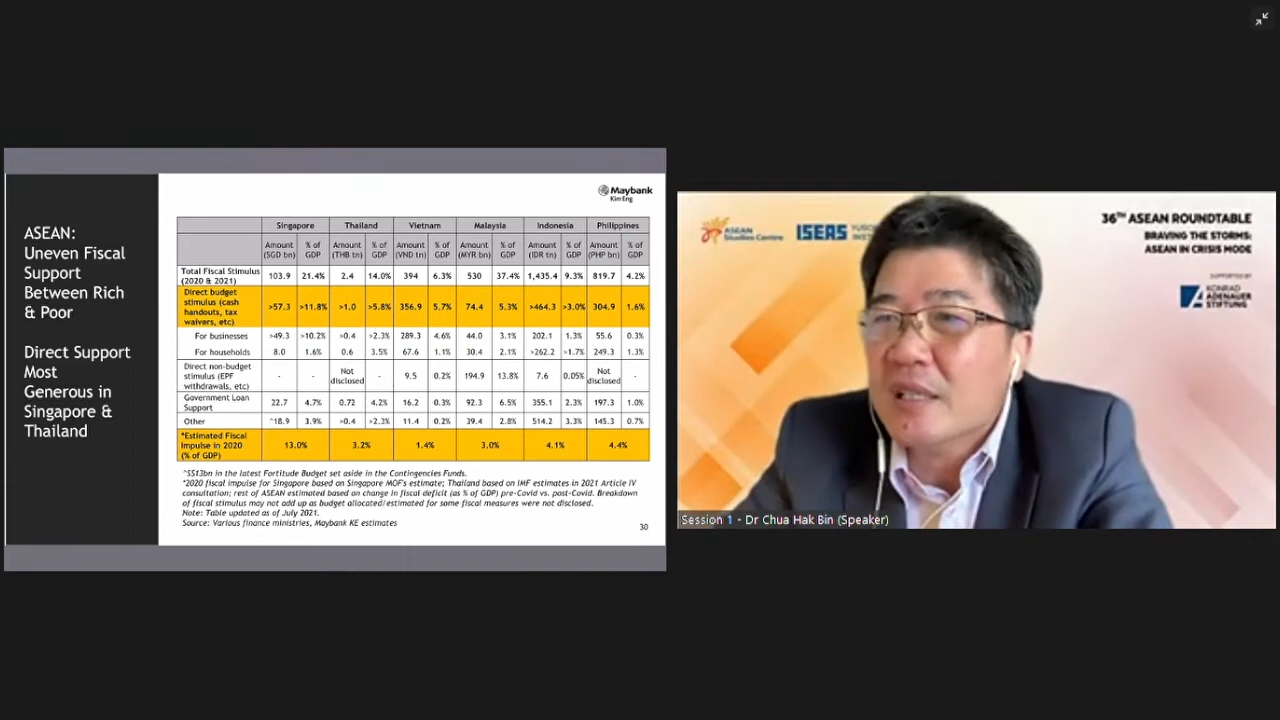 ASEAN:
Uneven Fiscal
Support
Between Rich
& Poor
Direct Support
Most
Generous in
Singapore &
Thailand
Maybank
Kim Eng
Singapore Thailand Vietnam Malaysia Indonesia Philippines
Amount (SGD bn) % of GDP Amount (THB tn) % of GDP Amount (VND tn) % of GDP Amount (MYR bn) % of GDP Amount (IDR tn) % of GDP Amount (PHP bn) % of GDP
Total Fiscal Stimulus (2020 & 2021) 103.9 21.4% 2.4 14.0% 394 6.3% 530 37.4% 1,435.4 9.3% 819.7 4.2%
Direct budget stimulus (cash handouts, tax waivers, etc) >57.3 >11.8% >1.0 >5.8% 356.9 5.7% 74.4 5.3% >464.3 >3.0% 304.9 1.6%
For businesses >49.3 >10.2% >0.4 >2.3% 289.3 4.6% 44.0 3.1% 202.1 1.3% 55.6 0.3%
For households 8.0 1.6% 0.6 3.5% 67.6 1.1% 30.4 2.1% >262.2 >1.7% 249.3 1.3%
Direct non-budget stimulus (EPF withdrawals, etc) - - Not disclosed - 9.5 0.2% 194.9 13.8% 7.6 0.05% Not disclosed -
Government Loan Support 22.7 4.7% 0.72 4.2% 16.2 0.3% 92.3 6.5% 355.1 2.3% 197.3 1.0%
Other ^18.9 3.9% >0.4 >2.3% 11.4 0.2% 39.4 2.8% 514.2 3.3% 145.3 0.7%
*Estimated Fiscal Impulse in 2020 (% of GDP) 13.0% 3.2% 1.4% 3.0% 4.1% 4.4%
^S$13bn in the latest Fortitude Budget set aside in the Contingencies Funds.
*2020 fiscal impulse for Singapore based on Singapore MOF's estimate; Thailand based on IMF estimates in 2021 Article IV
consultation; rest of ASEAN estimated based on change in fiscal deficit (as % of GDP) pre-Covid vs. post-Covid. Breakdown
of fiscal stimulus may not add up as budget allocated/estimated for some fiscal measures were not disclosed.
Note: Table updated as of July 2021.
Source: Various finance ministries, Maybank KE estimates
30
ASEAN
Studies Centre
ISEAS
36TH ASEAN ROUNDTABLE
BRAVING THE STORMS:
ASEAN IN CRISIS MODE
SUPPORTED BY
KONRAD
ADENAUER
STIFTUNG
Session 1 - Dr Chua Hak Bin (Speaker)